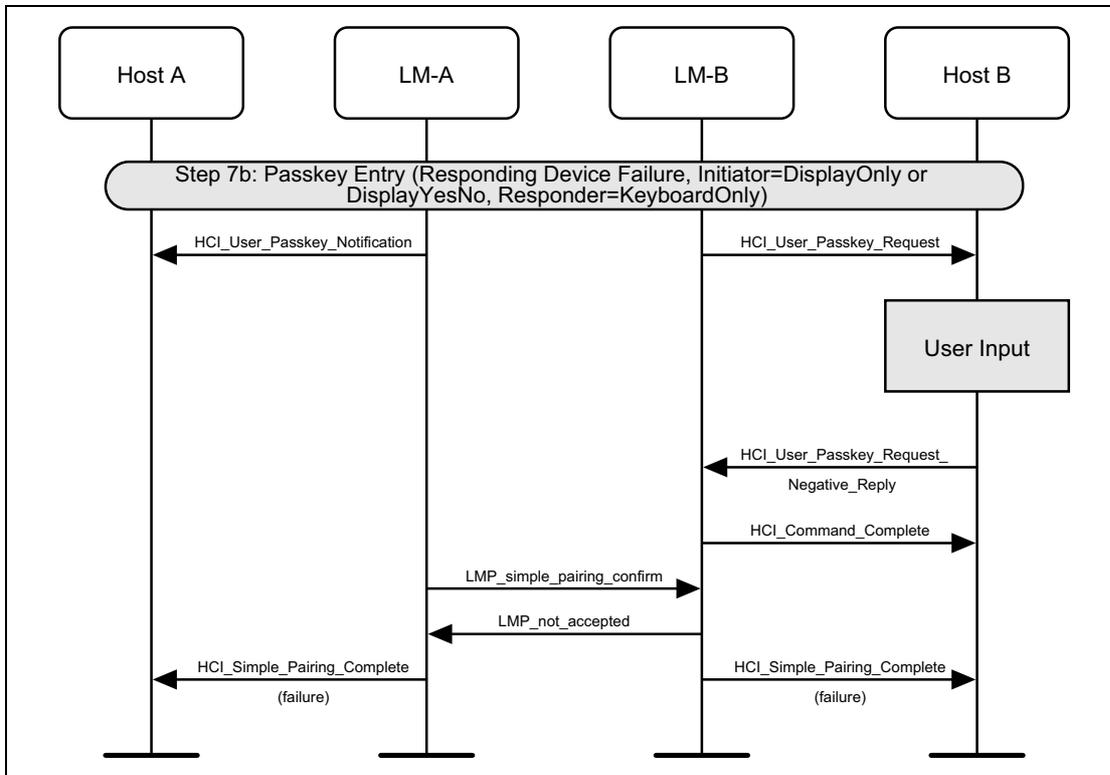 Host A
LM-A
LM-B
Host B
Step 7b: Passkey Entry (Responding Device Failure, Initiator=DisplayOnly or
DisplayYesNo, Responder=KeyboardOnly)
HCI_User_Passkey_Notification
HCI_User_Passkey_Request
User Input
HCI_User_Passkey_Request_
Negative_Reply
HCI_Command_Complete
LMP_simple_pairing_confirm
LMP_not_accepted
HCI_Simple_Pairing_Complete
(failure)
HCI_Simple_Pairing_Complete
(failure)